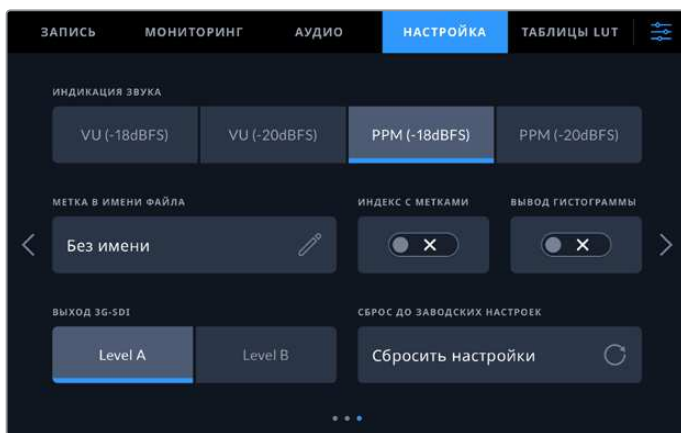 ЗАПИСЬ МОНИТОРИНГ АУДИО НАСТРОЙКА ТАБЛИЦЫ LUT
ИНДИКАЦИЯ ЗВУКА
VU (-18dBFS) VU (-20dBFS) PPM (-18dBFS) PPM (-20dBFS)
МЕТКА В ИМЕНИ ФАЙЛА ИНДЕКС С МЕТКАМИ ВЫВОД ГИСТОГРАММЫ
Без имени
ВЫХОД 3G-SDI СБРОС ДО ЗАВОДСКИХ НАСТРОЕК
Level A Level B Сбросить настройки